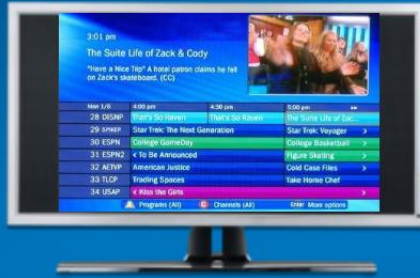 3:01 pm
The Suite Life of Zack & Cody
"Have a Nice Trip" A hotel patron claims he fell
on Zack's skateboard. (CC)
Mon 1/8 4:00 pm 4:30 pm 5:00 pm
28 DISNP That's So Raven That's So Raven The Suite Life of Zac...
29 SPIKEP Star Trek: The Next Generation Star Trek: Voyager >
30 ESPN College GameDay College Basketball >
31 ESPN2 < To Be Announced Figure Skating >
32 AETVP American Justice Cold Case Files >
33 TLCP Trading Spaces Take Home Chef
34 USAP < Kiss the Girls >
A Programs (All) C Channels (All) Enter More options